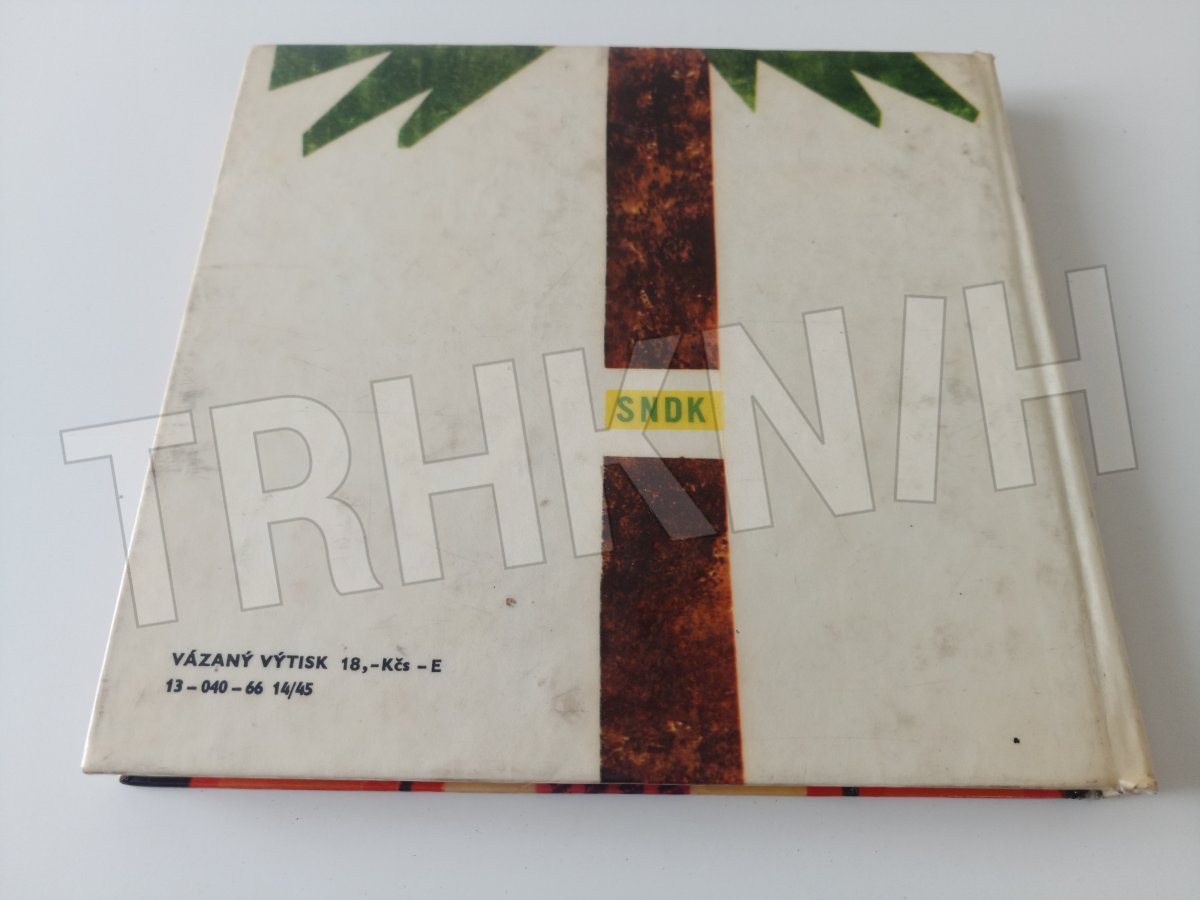 SNDK
TRHKNIH
VÁZANÝ VÝTISK 18,-Kčs – E
13 – 040 – 66 14/45